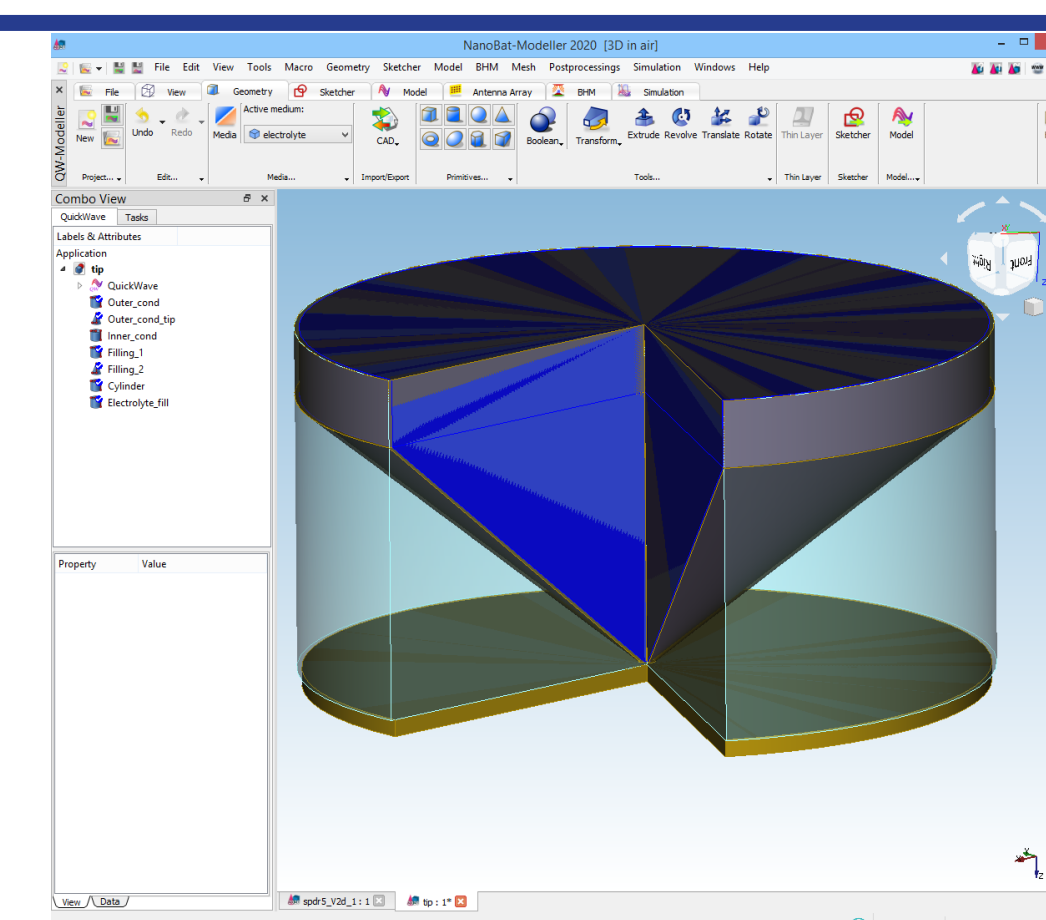 NanoBat-Modeller 2020 [3D in air]
File Edit View Tools Macro Geometry Sketcher Model BHM Mesh Postprocessings Simulation Windows Help
File View Geometry Sketcher Model Antenna Array BHM Simulation
QW-Modeller
Active medium:
electrolyte
New Undo Redo Media CAD Boolean Transform Extrude Revolve Translate Rotate Thin Layer Sketcher Model
Project... Edit... Media... Import/Export Primitives... Tools... Thin Layer Sketcher Model...
Combo View
QuickWave Tasks
Labels & Attributes
Application
tip
QuickWave
Outer_cond
Outer_cond_tip
Inner_cond
Filling_1
Filling_2
Cylinder
Electrolyte_fill
Property Value
View Data
spdr5_V2d_1 : 1 tip : 1*
X
Right Front
Z